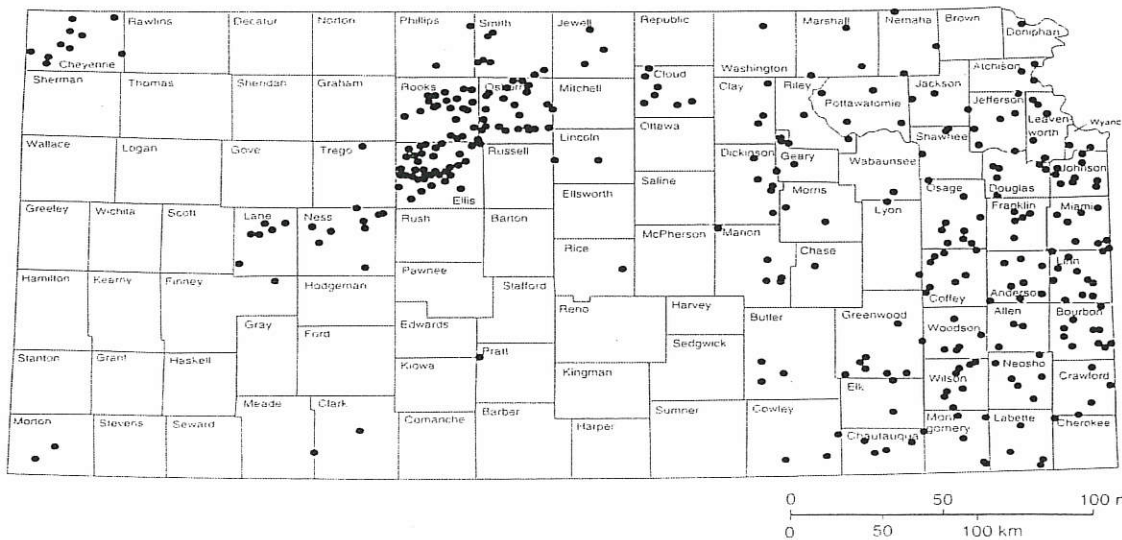 Rawlins Decatur Norton Phillips Smith Jewell Republic Marshall Nemaha Brown
Doniphan
Cheyenne Washington Atchison
Sherman Thomas Sheridan Graham Rooks Osborne Mitchell Cloud Clay Riley Pottawatomie Jackson Jefferson Leaven-
worth Wyand
Wallace Logan Gove Trego Ellis Russell Lincoln Ottawa Dickinson Geary Wabaunsee Shawnee Douglas Johnson
Greeley Wichita Scott Lane Ness Rush Barton Ellsworth Saline Morris Lyon Osage Franklin Miami
Hamilton Kearny Finney Hodgeman Pawnee Stafford Rice McPherson Marion Chase Coffey Anderson Linn
Stanton Grant Haskell Gray Ford Edwards Kiowa Pratt Reno Kingman Harvey Sedgwick Butler Greenwood Elk Woodson Wilson Allen Neosho Bourbon Crawford
Morton Stevens Seward Meade Clark Comanche Barber Harper Sumner Cowley Chautauqua Mont-
gomery Labette Cherokee
0 50 100 m
0 50 100 km